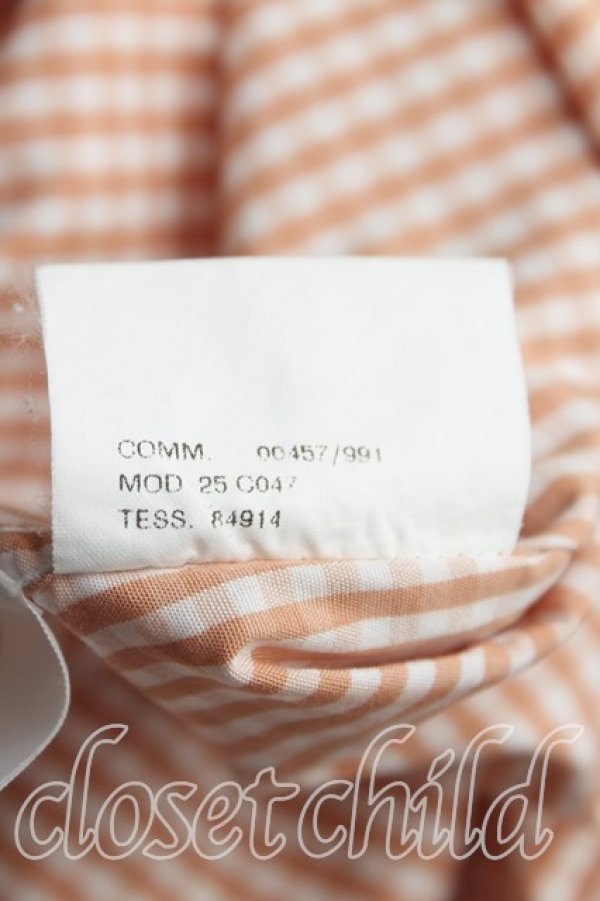 COMM. 00457/991
MOD 25 C047
TESS. 84914
closetchild